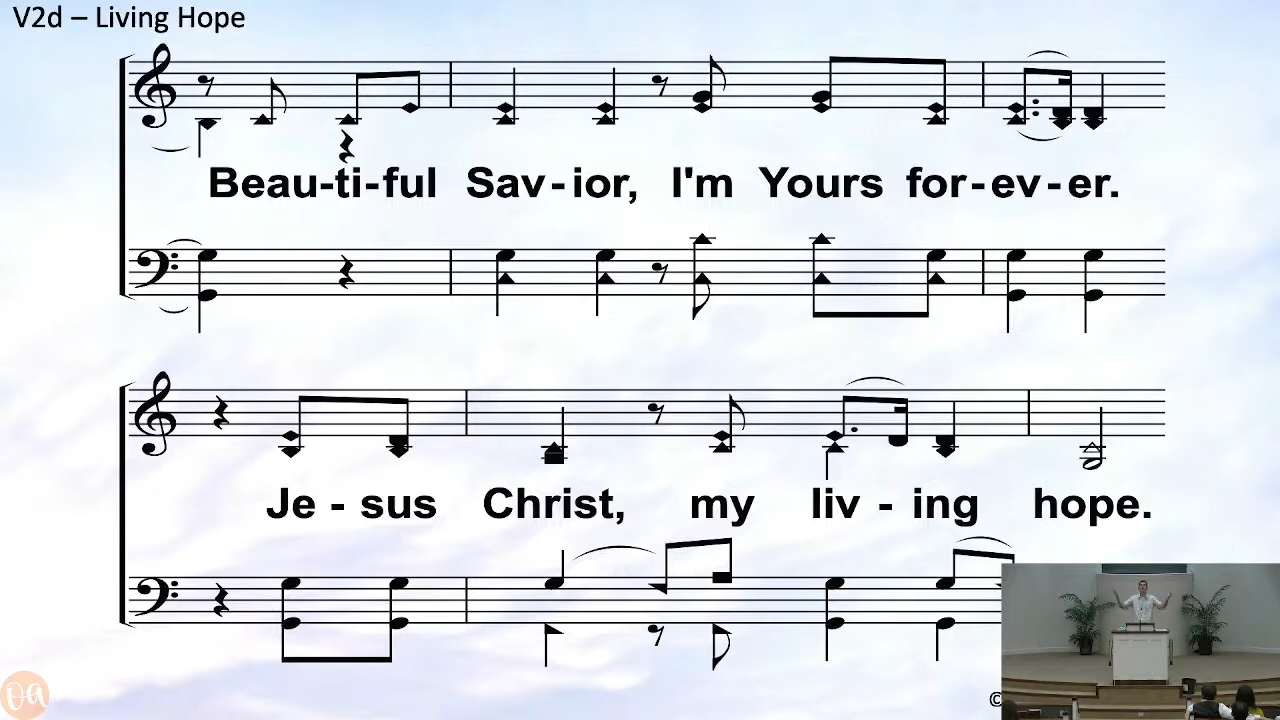 V2d – Living Hope
Beau-ti-ful Sav-ior, I'm Yours for-ev-er.
Je-sus Christ, my liv-ing hope.
©
oa